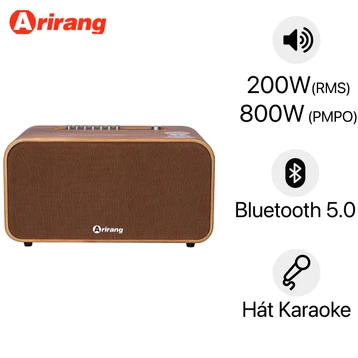 Arirang
200W(RMS)
800W (PMPO)
Bluetooth 5.0
Hát Karaoke
Arirang